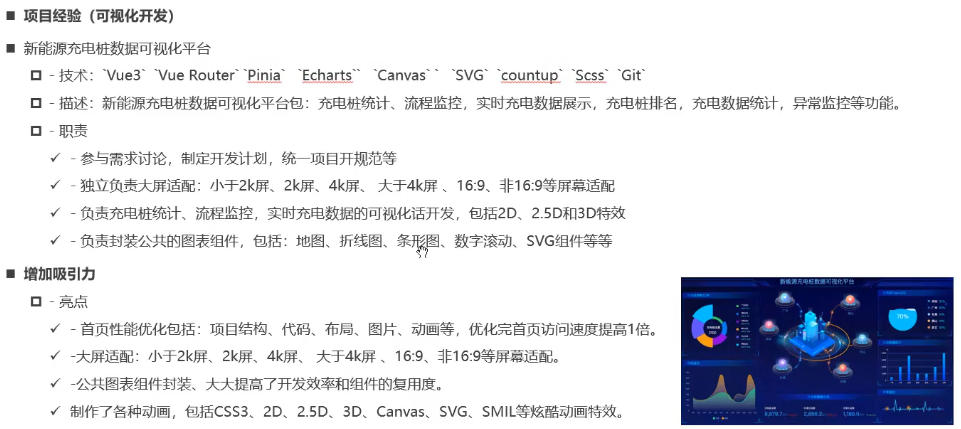 项目经验（可视化开发）
新能源充电桩数据可视化平台
- 技术：`Vue3` `Vue Router` `Pinia` `Echarts`` `Canvas` ` `SVG` `countup` `Scss` `Git`
- 描述：新能源充电桩数据可视化平台包：充电桩统计、流程监控，实时充电数据展示，充电桩排名，充电数据统计，异常监控等功能。
- 职责
- 参与需求讨论，制定开发计划，统一项目开规范等
- 独立负责大屏适配：小于2k屏、2k屏、4k屏、 大于4k屏 、16:9、非16:9等屏幕适配
- 负责充电桩统计、流程监控，实时充电数据的可视化话开发，包括2D、2.5D和3D特效
- 负责封装公共的图表组件，包括：地图、折线图、条形图、数字滚动、SVG组件等等
增加吸引力
- 亮点
- 首页性能优化包括：项目结构、代码、布局、图片、动画等，优化完首页访问速度提高1倍。
-大屏适配：小于2k屏、2k屏、4k屏、 大于4k屏 、16:9、非16:9等屏幕适配。
-公共图表组件封装、大大提高了开发效率和组件的复用度。
制作了各种动画，包括CSS3、2D、2.5D、3D、Canvas、SVG、SMIL等炫酷动画特效。
新能源充电桩数据可视化平台
70%